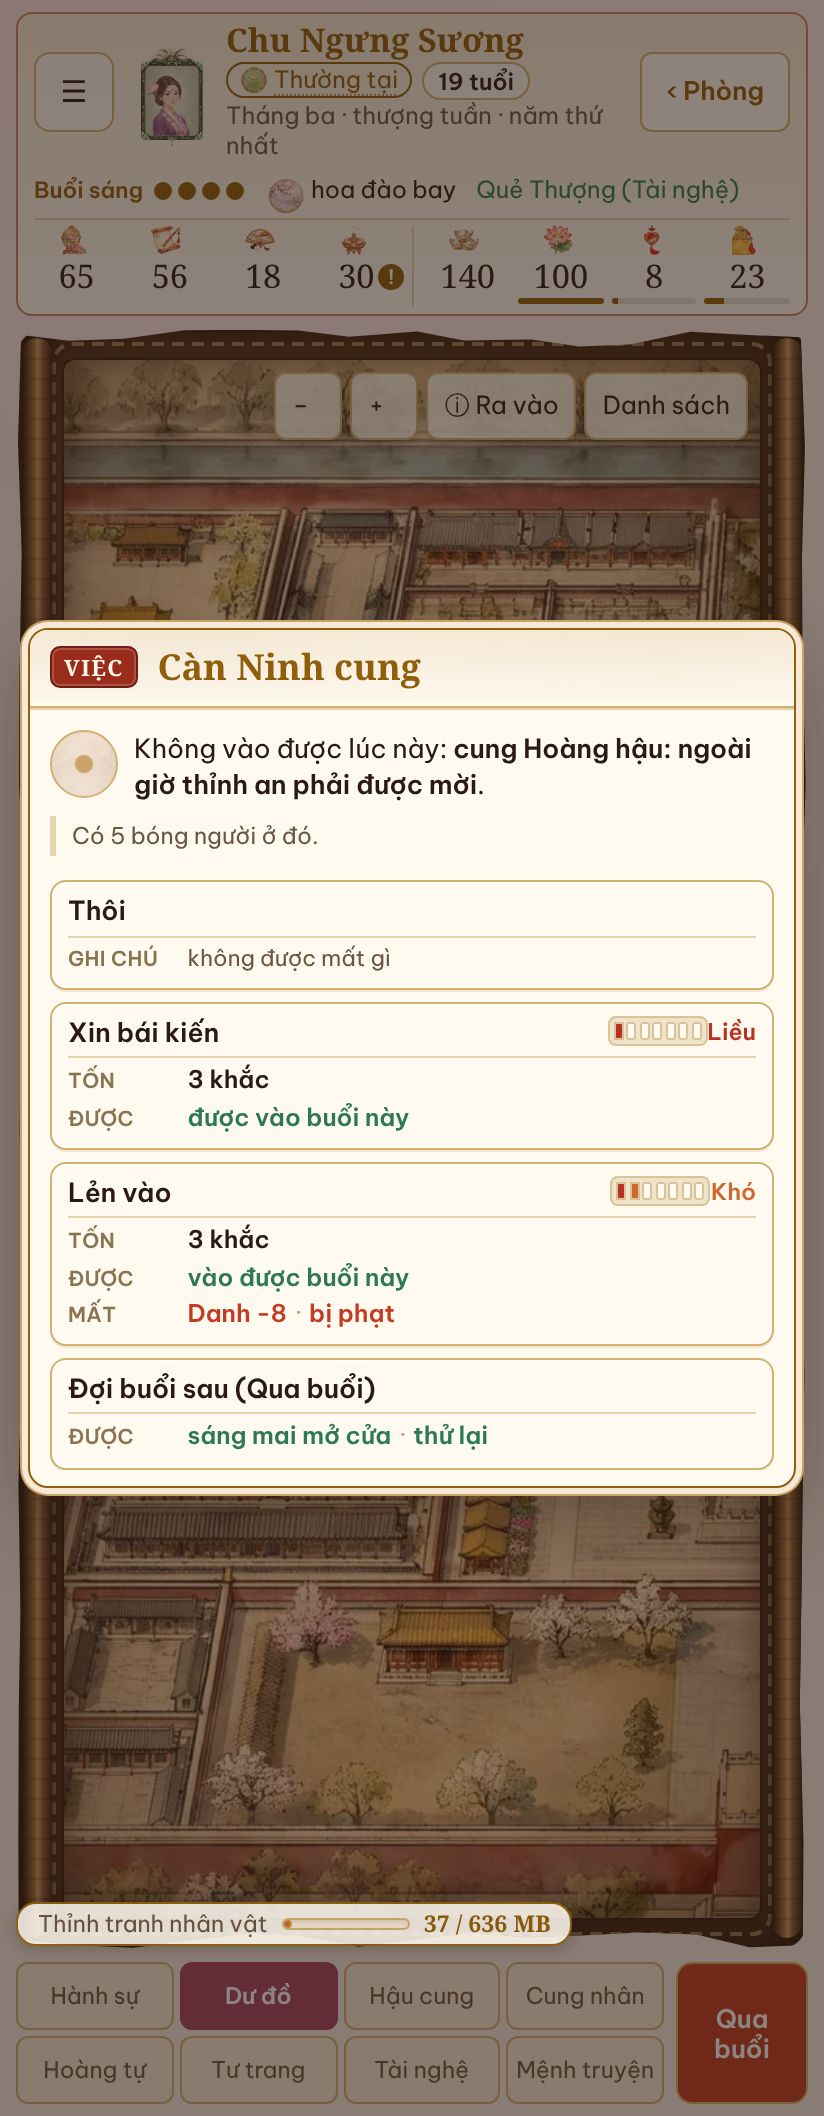 ☰
Chu Ngưng Sương
Thường tại
19 tuổi
Tháng ba · thượng tuần · năm thứ
nhất
‹ Phòng
Buổi sáng
hoa đào bay
Quẻ Thượng (Tài nghệ)
65 56 18 30 ! 140 100 8 23
− + ⓘ Ra vào Danh sách
VIỆC Càn Ninh cung
Không vào được lúc này: cung Hoàng hậu: ngoài
giờ thỉnh an phải được mời.
Có 5 bóng người ở đó.
Thôi
GHI CHÚ không được mất gì
Xin bái kiến Liều
TỐN 3 khắc
ĐƯỢC được vào buổi này
Lẻn vào Khó
TỐN 3 khắc
ĐƯỢC vào được buổi này
MẤT Danh -8 · bị phạt
Đợi buổi sau (Qua buổi)
ĐƯỢC sáng mai mở cửa · thử lại
Thỉnh tranh nhân vật 37 / 636 MB
Hành sự Dư đồ Hậu cung Cung nhân
Qua
buổi
Hoàng tự Tư trang Tài nghệ Mệnh truyện